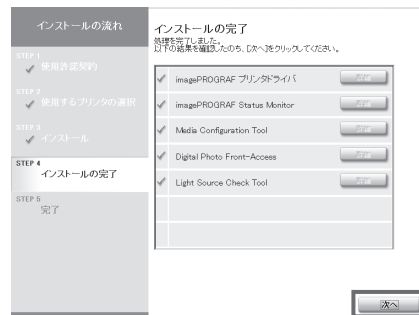 インストールの流れ
STEP 1
使用許諾契約
STEP 2
使用するプリンタの選択
STEP 3
インストール
STEP 4
インストールの完了
STEP 5
完了
インストールの完了
処理を完了しました。
以下の結果を確認したのち、[次へ]をクリックしてください。
imagePROGRAF プリンタドライバ
imagePROGRAF Status Monitor
Media Configuration Tool
Digital Photo Front-Access
Light Source Check Tool
次へ